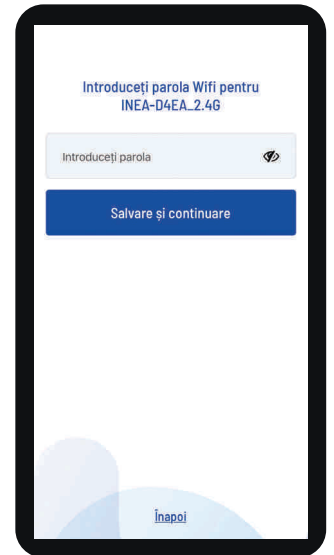 Introduceți parola Wifi pentru
INEA-D4EA_2.4G
Introduceți parola
Salvare și continuare
Înapoi